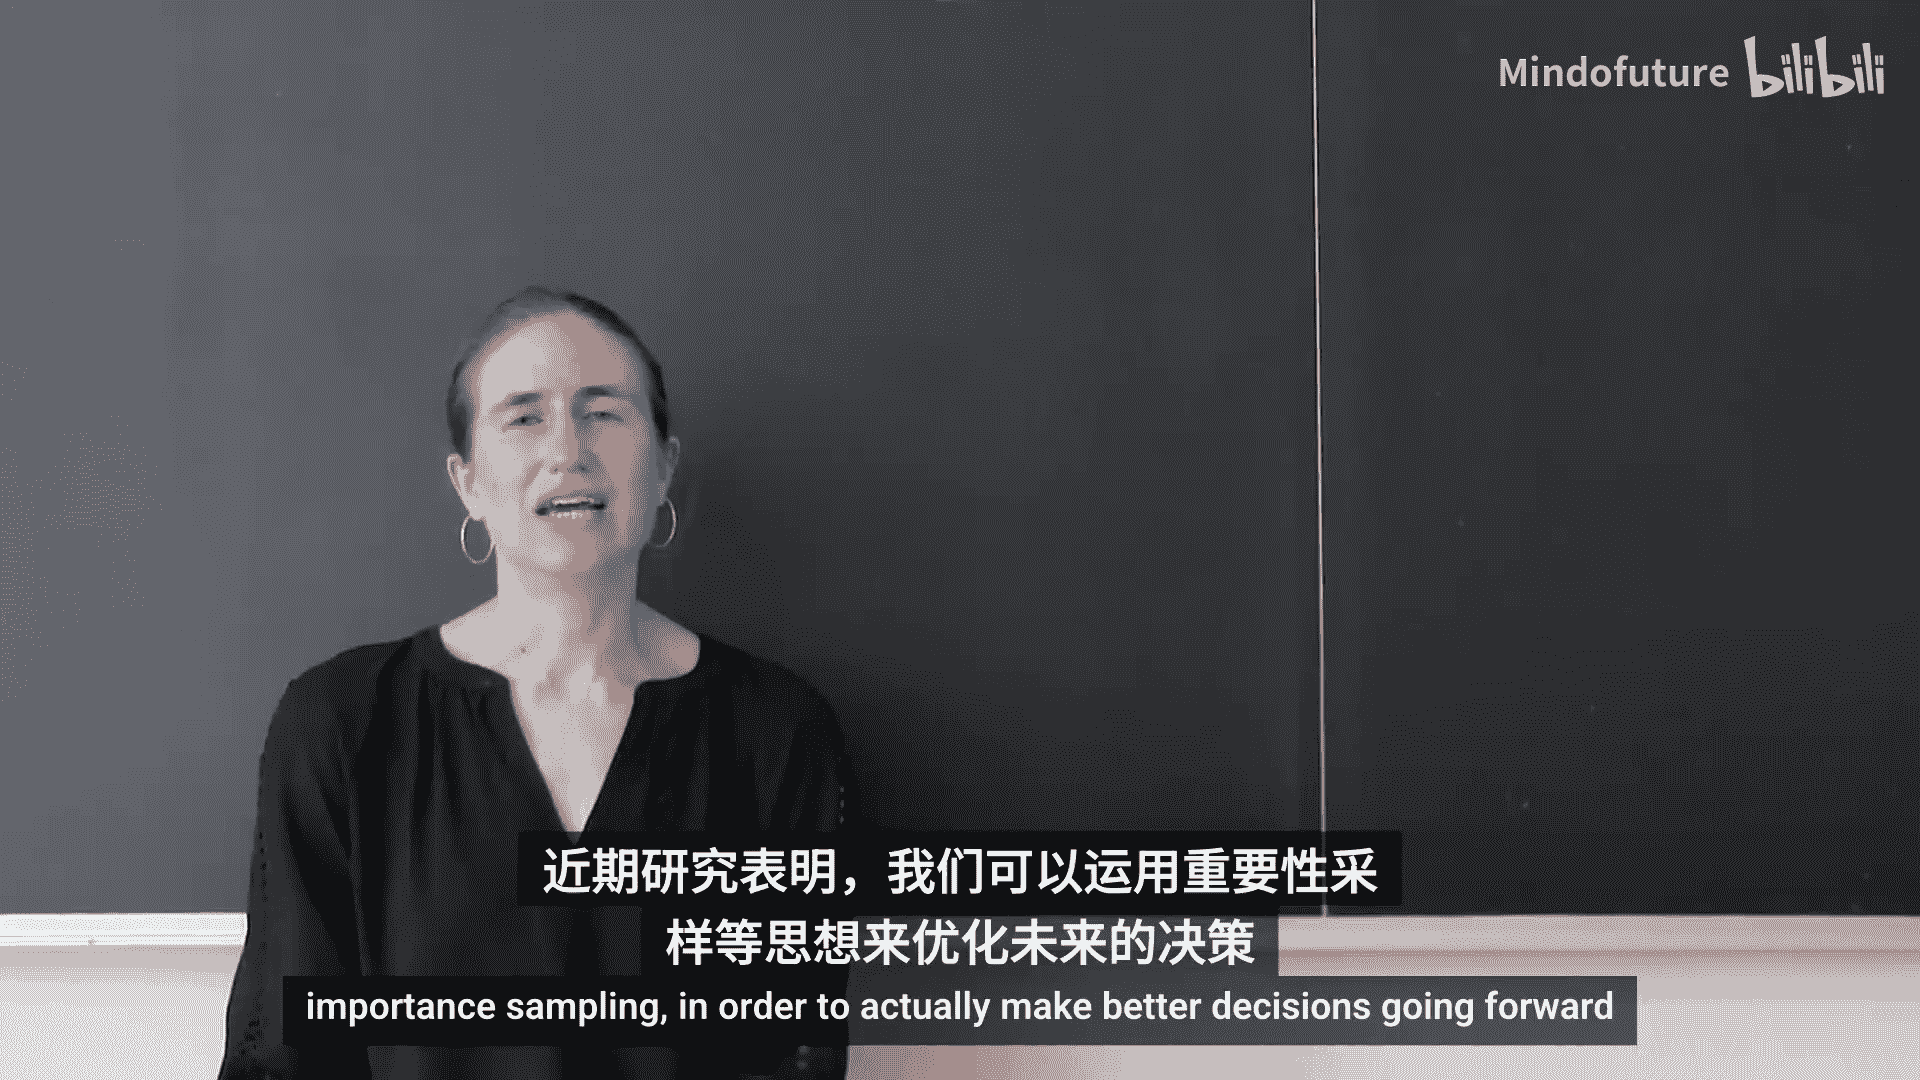 Mindofuture bilibili
近期研究表明，我们可以运用重要性采
样等思想来优化未来的决策
importance sampling, in order to actually make better decisions going forward